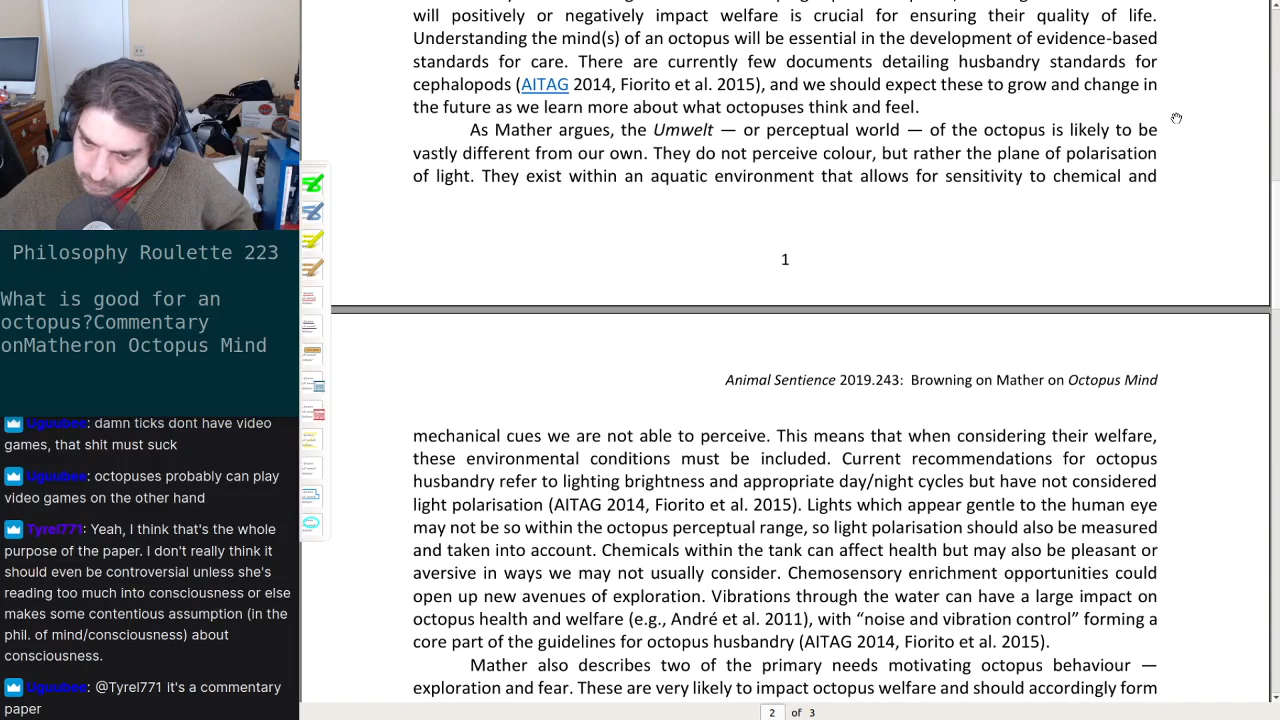 Philosophy Roulette 223
What is good for an
octopus?Commentary
onMatheron Octopus Mind
damn ticks dont have video
games, that shit must suck
octopuses probably can play
videogames on the other hand
Tyrel771: Yeah, I think that's the whole
purpose of the paper. I don't really think it
should even be controversial unless she's
reading too much into consciousness or else
makes some contentious assumption (in the
phil. of mind/consciousness) about
consciousness.
@Tyrel771 it's a commentary
paper
will positively or negatively impact welfare is crucial for ensuring their quality of life.
Understanding the mind(s) of an octopus will be essential in the development of evidence-based
standards for care. There are currently few documents detailing husbandry standards for
cephalopods (AITAG 2014, Fiorito et al. 2015), and we should expect these to grow and change in
the future as we learn more about what octopuses think and feel.
As Mather argues, the Umwelt — or perceptual world — of the octopus is likely to be
vastly different from our own. They do not perceive colour, but rather the plane of polarisation
of light. They exist within an aquatic environment that allows for sensitivity to chemical and
1
Animal Sentience 2019.243: Browning on Mather on Octopus Mind
mechanical cues we are not able to perceive. This means that when considering their welfare,
these environmental conditions must be included. Current recommendations for octopus
husbandry refer to lighting brightness and appropriate day/night cycles but have not considered
light polarisation (AITAG 2014, Fiorito et al. 2015). Lights which appear gentle to the human eye
may not be so within the octopus perceptual range, so light polarisation should also be measured
and taken into account. Chemicals within the tank can affect health but may also be pleasant or
aversive in ways we may not usually consider. Chemosensory enrichment opportunities could
open up new avenues of exploration. Vibrations through the water can have a large impact on
octopus health and welfare (e.g., André et al. 2011), with “noise and vibration control” forming a
core part of the guidelines for octopus husbandry (AITAG 2014, Fiorito et al. 2015).
Mather also describes two of the primary needs motivating octopus behaviour —
exploration and fear. These are very likely to impact octopus welfare and should accordingly form
2 of 3